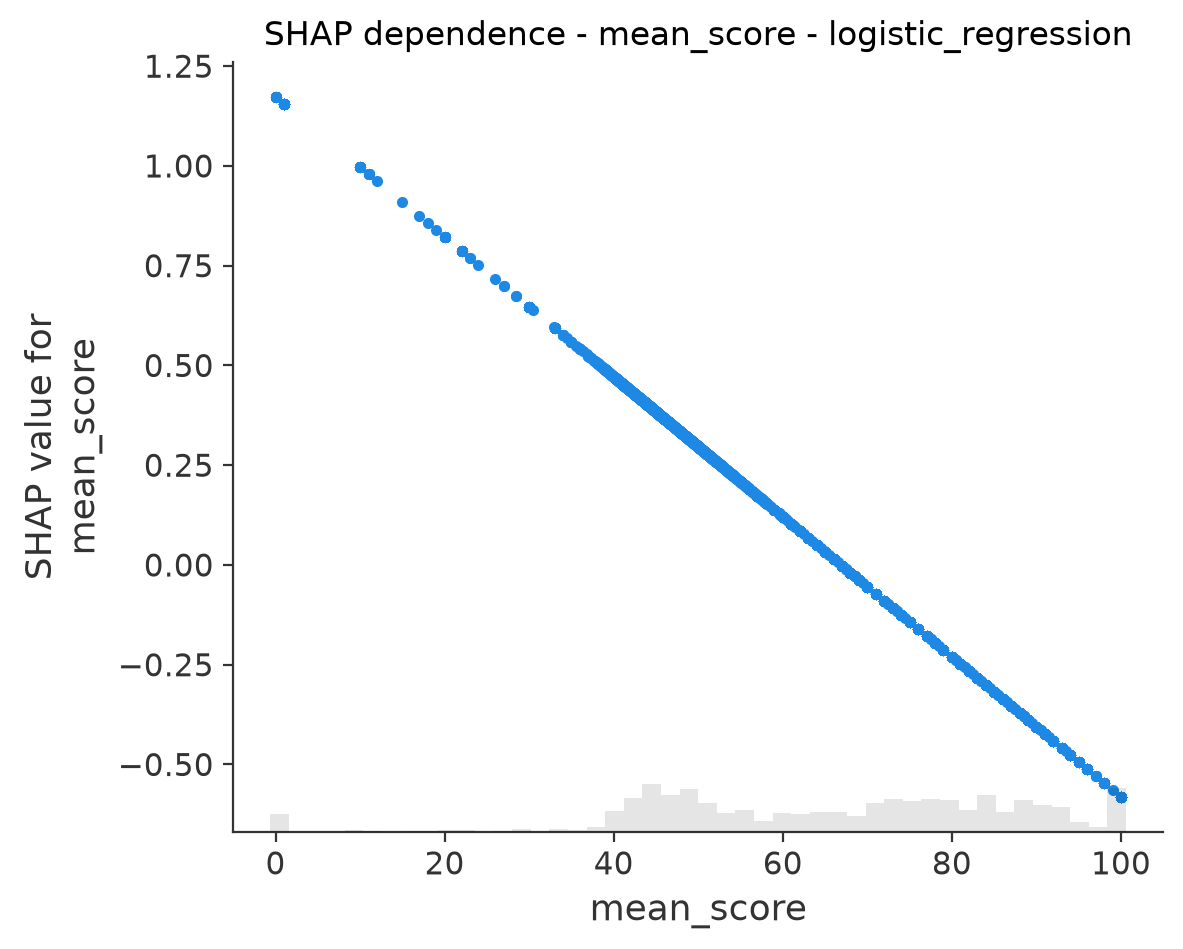 SHAP dependence - mean_score - logistic_regression
1.25
1.00
0.75
0.50
0.25
0.00
−0.25
−0.50
SHAP value for
mean_score
0 20 40 60 80 100
mean_score